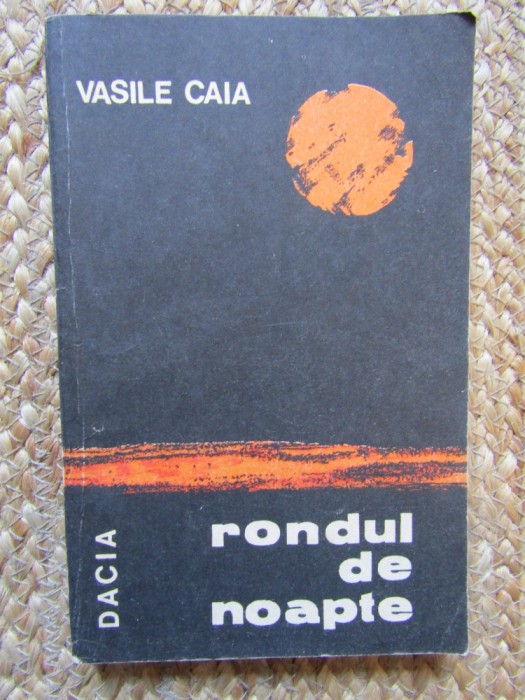 VASILE CAIA
rondul
de
noapte
DACIA